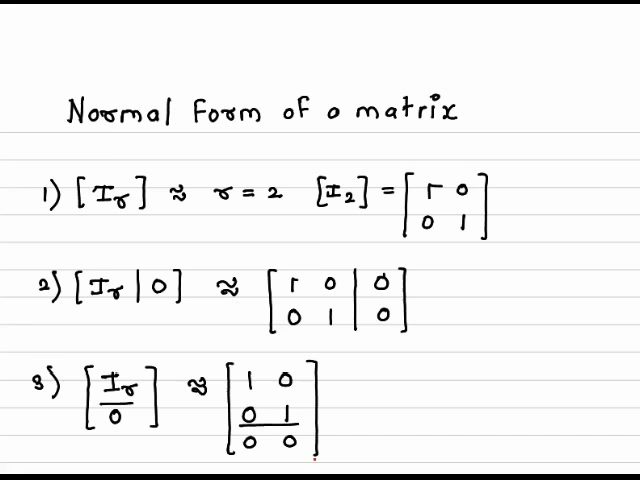 Normal Form of a matrix
1) [Ir] ≈ r = 2 [I2] = [1 0
0 1]
2) [Ir | 0] ≈ [1 0 | 0
0 1 | 0]
3) [Ir
0] ≈ [1 0
0 1
0 0]